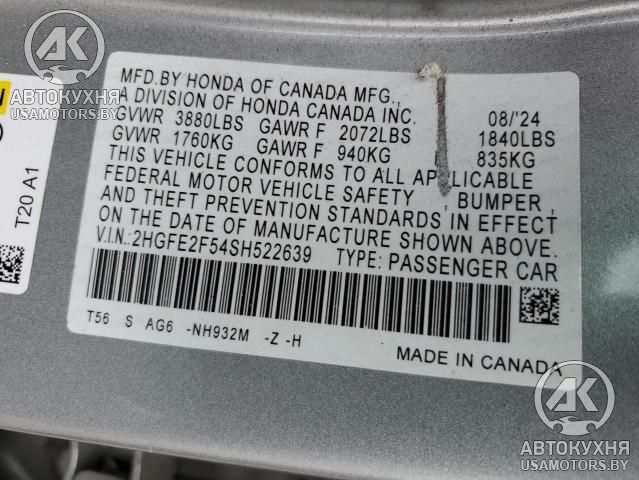 АК
АВТОКУХНЯ
USAMOTORS.BY
N
T20 A1
MFD.BY HONDA OF CANADA MFG.,
A DIVISION OF HONDA CANADA INC. 08/'24
GVWR 3880LBS GAWR F 2072LBS 1840LBS
GVWR 1760KG GAWR F 940KG 835KG
THIS VEHICLE CONFORMS TO ALL APPLICABLE
FEDERAL MOTOR VEHICLE SAFETY BUMPER,
AND THEFT PREVENTION STANDARDS IN EFFECT
ON THE DATE OF MANUFACTURE SHOWN ABOVE.
V.I.N.:2HGFE2F54SH522639 TYPE: PASSENGER CAR
T56 S AG6 -NH932M -Z -H
MADE IN CANADA
АК
АВТОКУХНЯ
USAMOTORS.BY